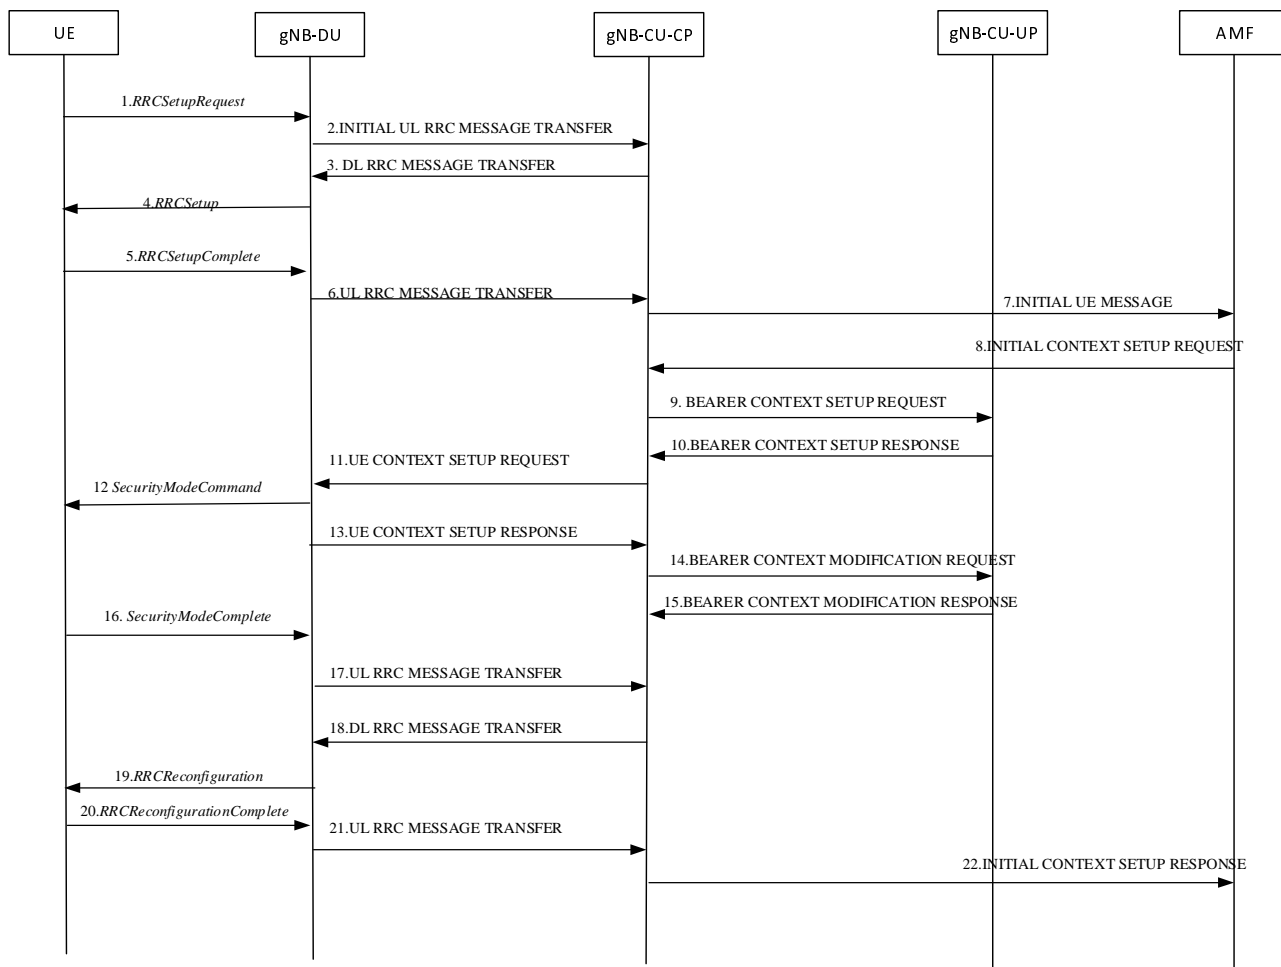 UE
gNB-DU
gNB-CU-CP
gNB-CU-UP
AMF
1.RRCSetupRequest
2.INITIAL UL RRC MESSAGE TRANSFER
3. DL RRC MESSAGE TRANSFER
4.RRCSetup
5.RRCSetupComplete
6.UL RRC MESSAGE TRANSFER
7.INITIAL UE MESSAGE
8.INITIAL CONTEXT SETUP REQUEST
9. BEARER CONTEXT SETUP REQUEST
10.BEARER CONTEXT SETUP RESPONSE
11.UE CONTEXT SETUP REQUEST
12 SecurityModeCommand
13.UE CONTEXT SETUP RESPONSE
14.BEARER CONTEXT MODIFICATION REQUEST
15.BEARER CONTEXT MODIFICATION RESPONSE
16. SecurityModeComplete
17.UL RRC MESSAGE TRANSFER
18.DL RRC MESSAGE TRANSFER
19.RRCReconfiguration
20.RRCReconfigurationComplete
21.UL RRC MESSAGE TRANSFER
22.INITIAL CONTEXT SETUP RESPONSE